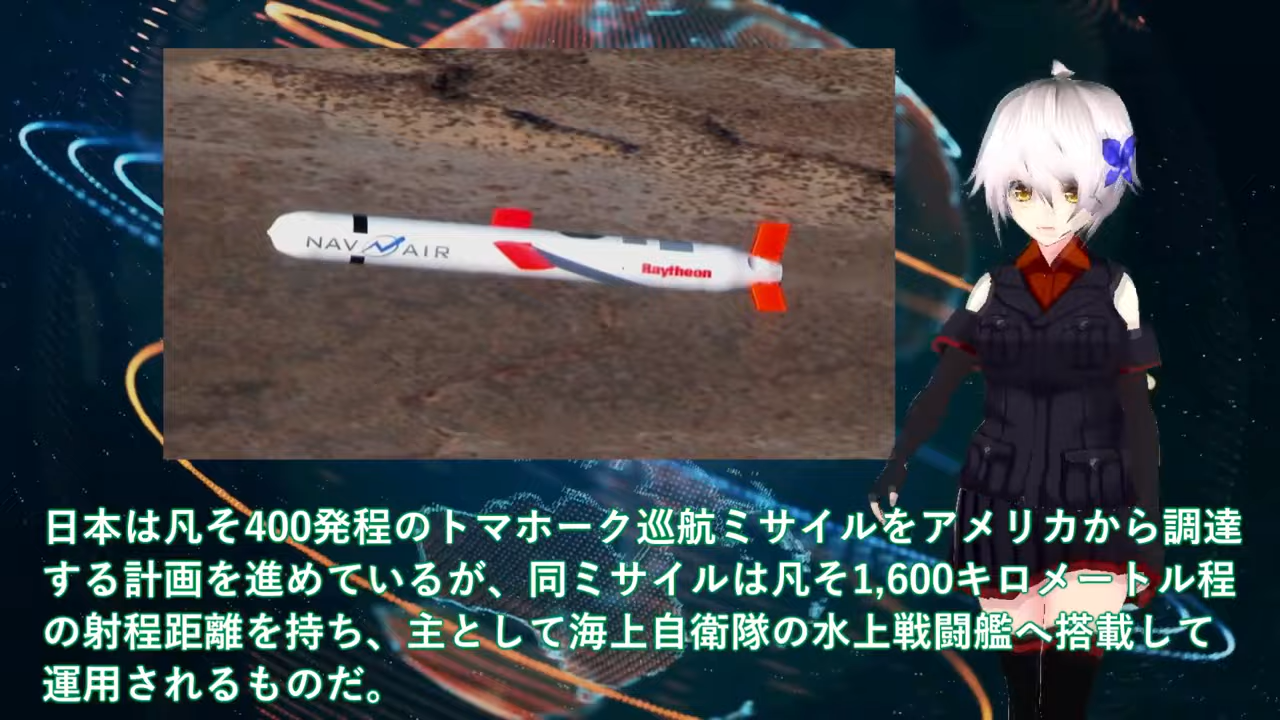 NAVAIR
Raytheon
日本は凡そ400発程のトマホーク巡航ミサイルをアメリカから調達
する計画を進めているが、同ミサイルは凡そ1,600キロメートル程
の射程距離を持ち、主として海上自衛隊の水上戦闘艦へ搭載して
運用されるものだ。